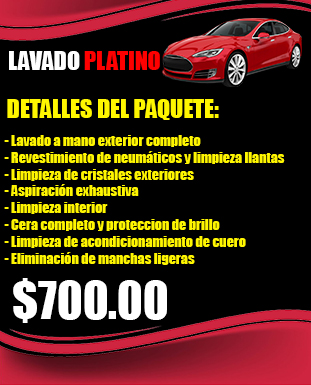 LAVADO PLATINO
DETALLES DEL PAQUETE:
- Lavado a mano exterior completo
- Revestimiento de neumáticos y limpieza llantas
- Limpieza de cristales exteriores
- Aspiración exhaustiva
- Limpieza interior
- Cera completo y proteccion de brillo
- Limpieza de acondicionamiento de cuero
- Eliminación de manchas ligeras
$700.00